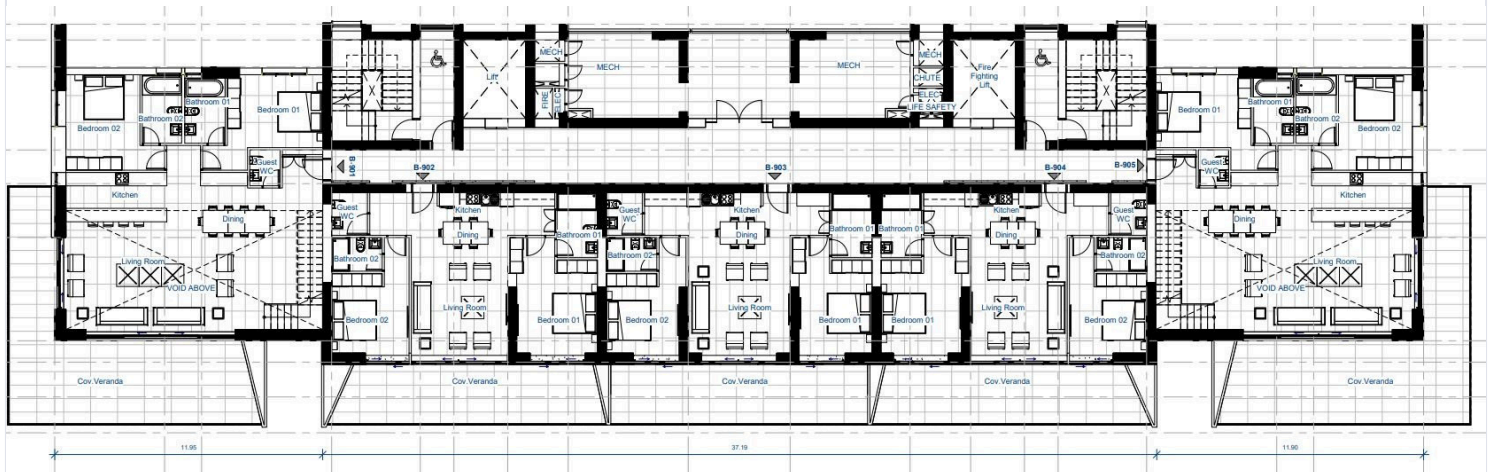 MECH
MECH
MECH
MECH
Lift
Fire
Fighting
Lift
CHUTE
FIRE
ELEC
ELEC
LIFE SAFETY
Bedroom 02
Bathroom 02
Bathroom 01
Bedroom 01
Bedroom 01
Bathroom 01
Bathroom 02
Bedroom 02
Guest
WC
B-901
B-902
B-903
B-904
B-905
Guest
WC
Kitchen
Kitchen
Dining
Guest
WC
Kitchen
Dining
Bathroom 01
Guest
WC
Kitchen
Dining
Bathroom 01
Bathroom 01
Kitchen
Dining
Guest
WC
Dining
Bathroom 02
Bathroom 02
Bathroom 02
Living Room
VOID ABOVE
Living Room
VOID ABOVE
Bedroom 02
Living Room
Bedroom 01
Bedroom 02
Living Room
Bedroom 01
Bedroom 01
Living Room
Bedroom 02
Cov.Veranda
Cov.Veranda
Cov.Veranda
Cov.Veranda
Cov.Veranda
11.95
37.19
11.90